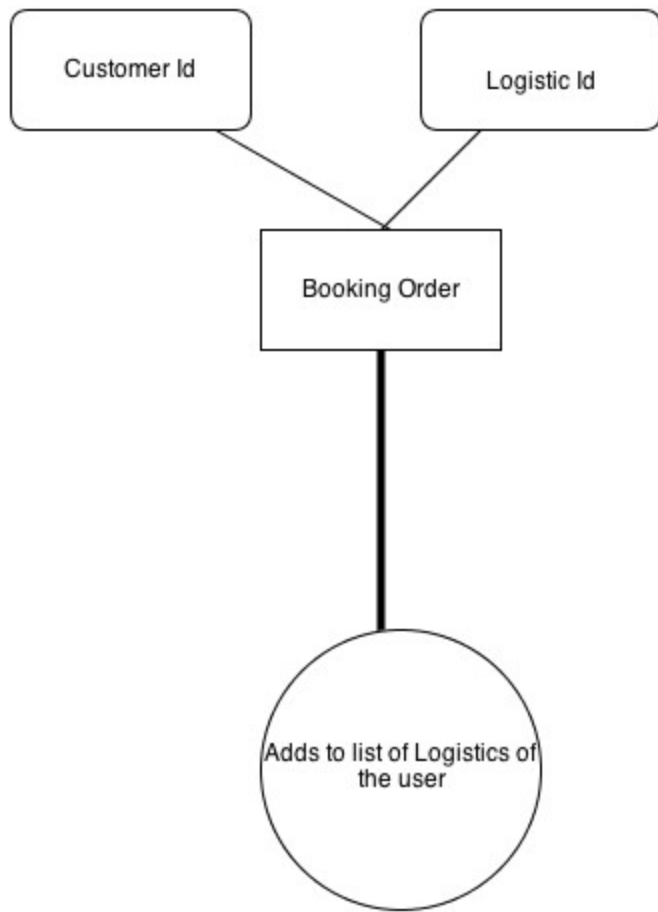 Customer Id
Logistic Id
Booking Order
Adds to list of Logistics of
the user